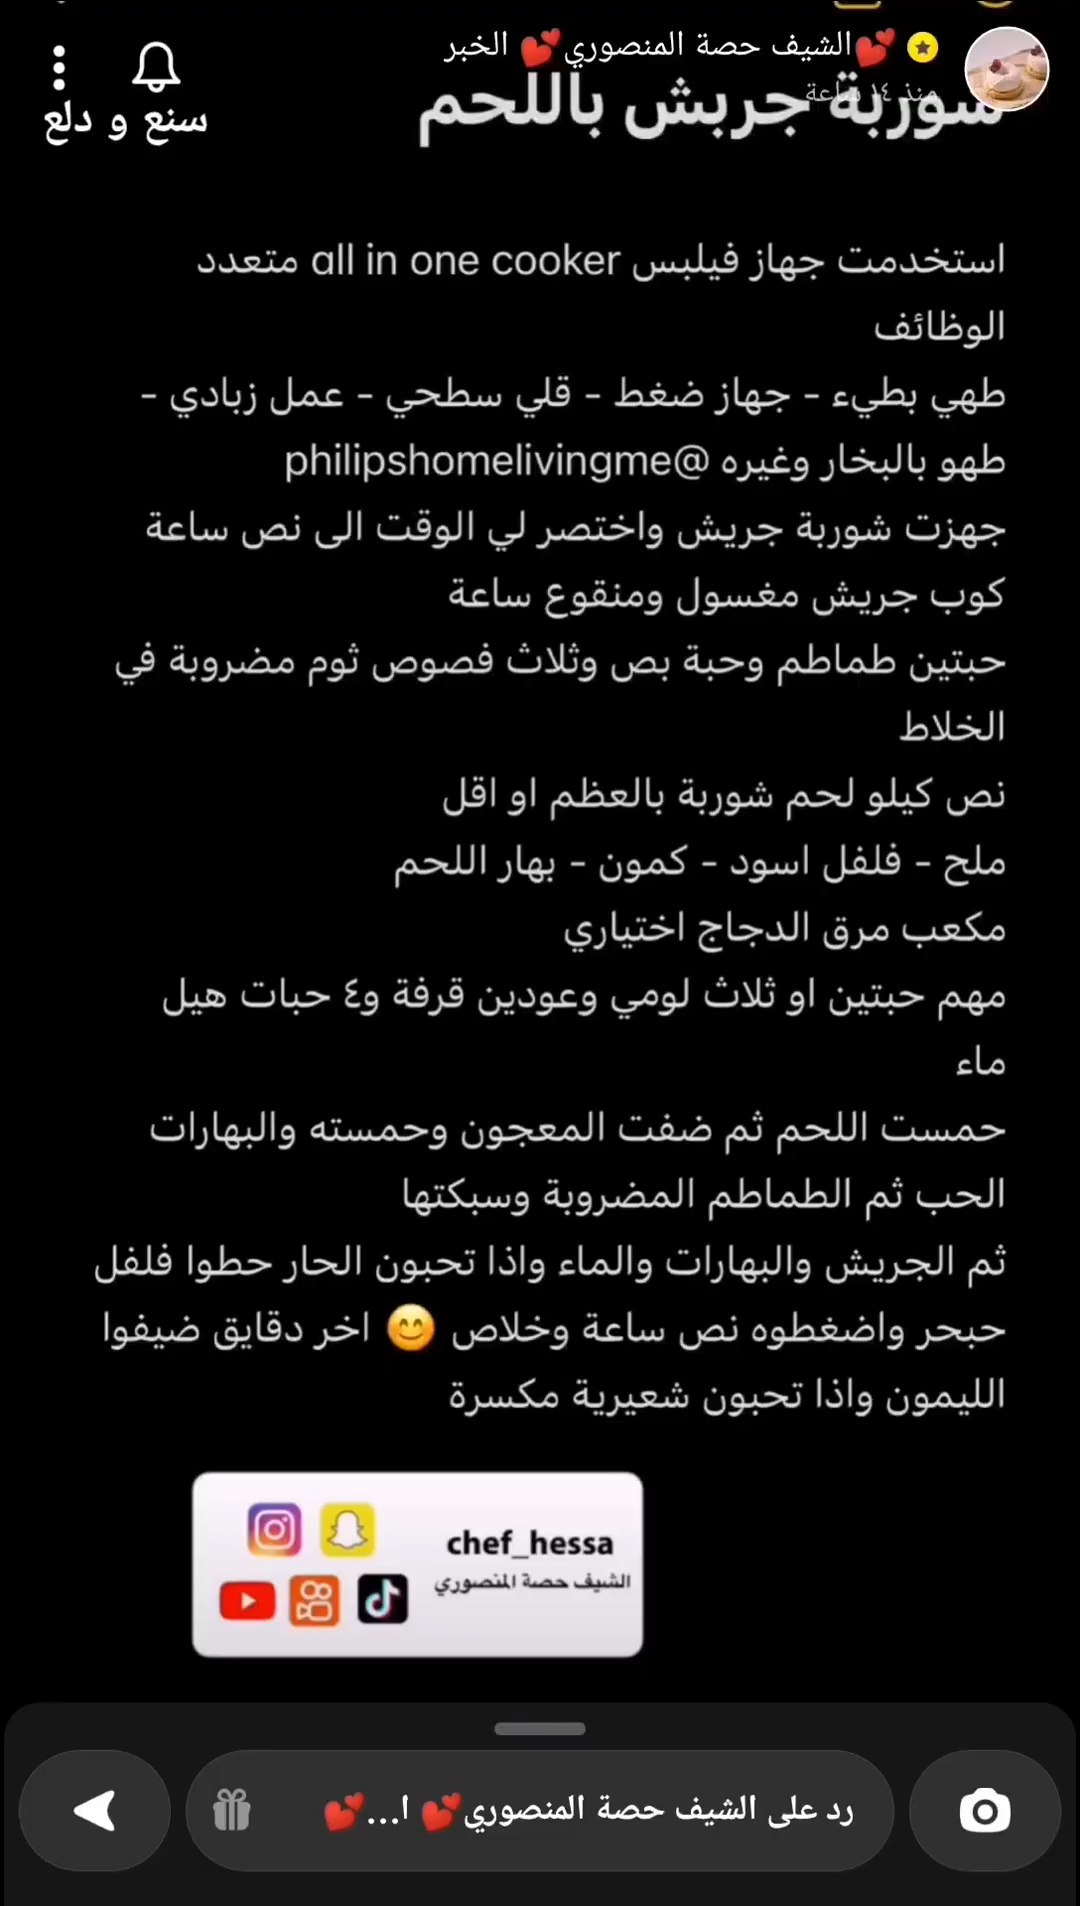 💕الشيف حصة المنصوري💕 الخبر
منذ ١٤ ساعة
سنع و دلع
شوربة جريش باللحم
استخدمت جهاز فيلبس all in one cooker متعدد
الوظائف
طهي بطيء - جهاز ضغط - قلي سطحي - عمل زبادي -
طهو بالبخار وغيره @philipshomelivingme
جهزت شوربة جريش واختصر لي الوقت الى نص ساعة
كوب جريش مغسول ومنقوع ساعة
حبتين طماطم وحبة بص وثلاث فصوص ثوم مضروبة في
الخلاط
نص كيلو لحم شوربة بالعظم او اقل
ملح - فلفل اسود - كمون - بهار اللحم
مكعب مرق الدجاج اختياري
مهم حبتين او ثلاث لومي وعودين قرفة و٤ حبات هيل
ماء
حمست اللحم ثم ضفت المعجون وحمسته والبهارات
الحب ثم الطماطم المضروبة وسبكتها
ثم الجريش والبهارات والماء واذا تحبون الحار حطوا فلفل
حبحر واضغطوه نص ساعة وخلاص 😊 اخر دقايق ضيفوا
الليمون واذا تحبون شعيرية مكسرة
chef_hessa
الشيف حصة المنصوري
رد على الشيف حصة المنصوري💕 ا...💕